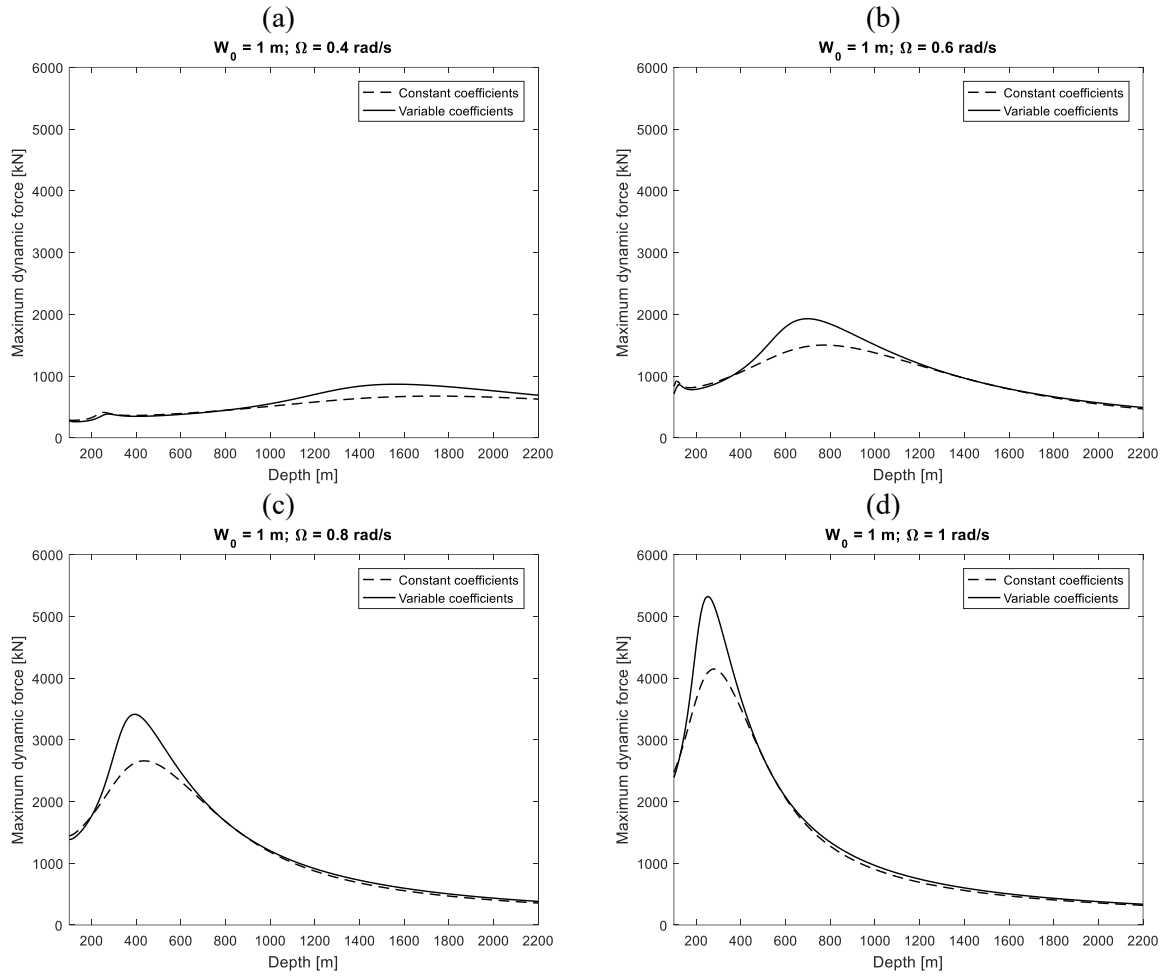 (a)
W0 = 1 m; Ω = 0.4 rad/s
Maximum dynamic force [kN]
6000
5000
4000
3000
2000
1000
0
Constant coefficients
Variable coefficients
200 400 600 800 1000 1200 1400 1600 1800 2000 2200
Depth [m]
(b)
W0 = 1 m; Ω = 0.6 rad/s
Maximum dynamic force [kN]
6000
5000
4000
3000
2000
1000
0
Constant coefficients
Variable coefficients
200 400 600 800 1000 1200 1400 1600 1800 2000 2200
Depth [m]
(c)
W0 = 1 m; Ω = 0.8 rad/s
Maximum dynamic force [kN]
6000
5000
4000
3000
2000
1000
0
Constant coefficients
Variable coefficients
200 400 600 800 1000 1200 1400 1600 1800 2000 2200
Depth [m]
(d)
W0 = 1 m; Ω = 1 rad/s
Maximum dynamic force [kN]
6000
5000
4000
3000
2000
1000
0
Constant coefficients
Variable coefficients
200 400 600 800 1000 1200 1400 1600 1800 2000 2200
Depth [m]